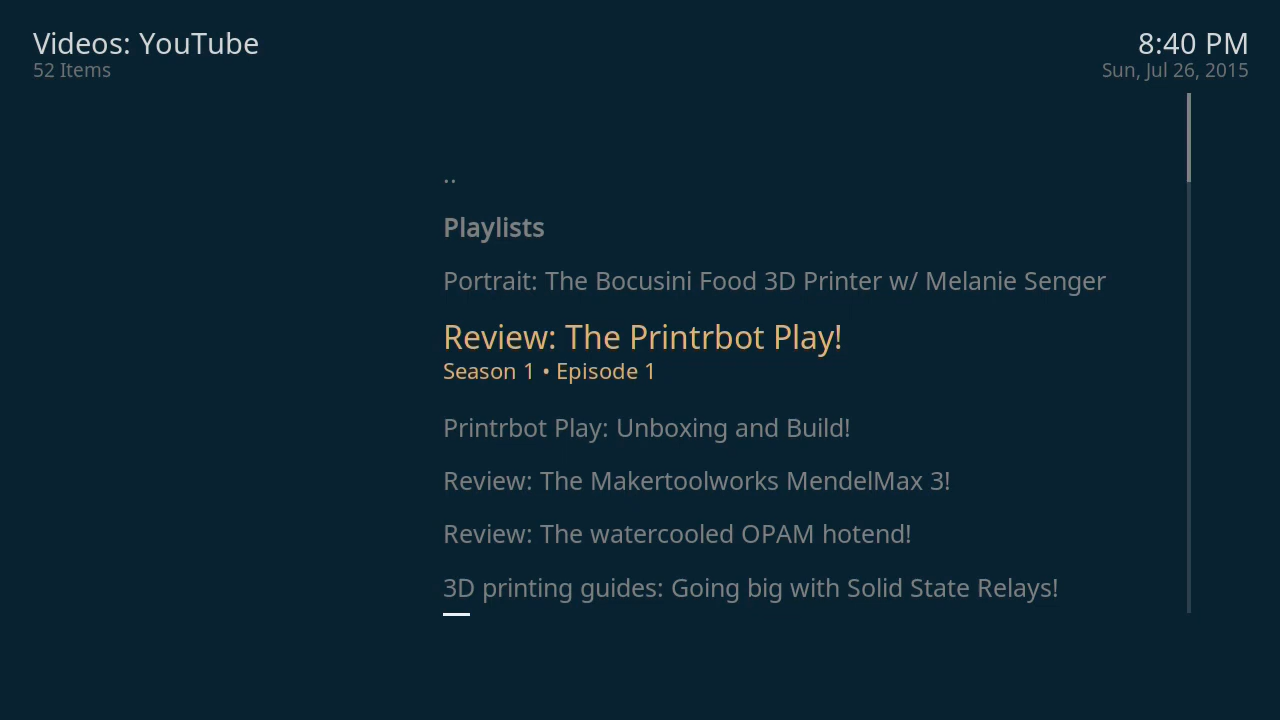 Videos: YouTube
8:40 PM
52 Items
Sun, Jul 26, 2015
..
Playlists
Portrait: The Bocusini Food 3D Printer w/ Melanie Senger
Review: The Printrbot Play!
Season 1 • Episode 1
Printrbot Play: Unboxing and Build!
Review: The Makertoolworks MendelMax 3!
Review: The watercooled OPAM hotend!
3D printing guides: Going big with Solid State Relays!